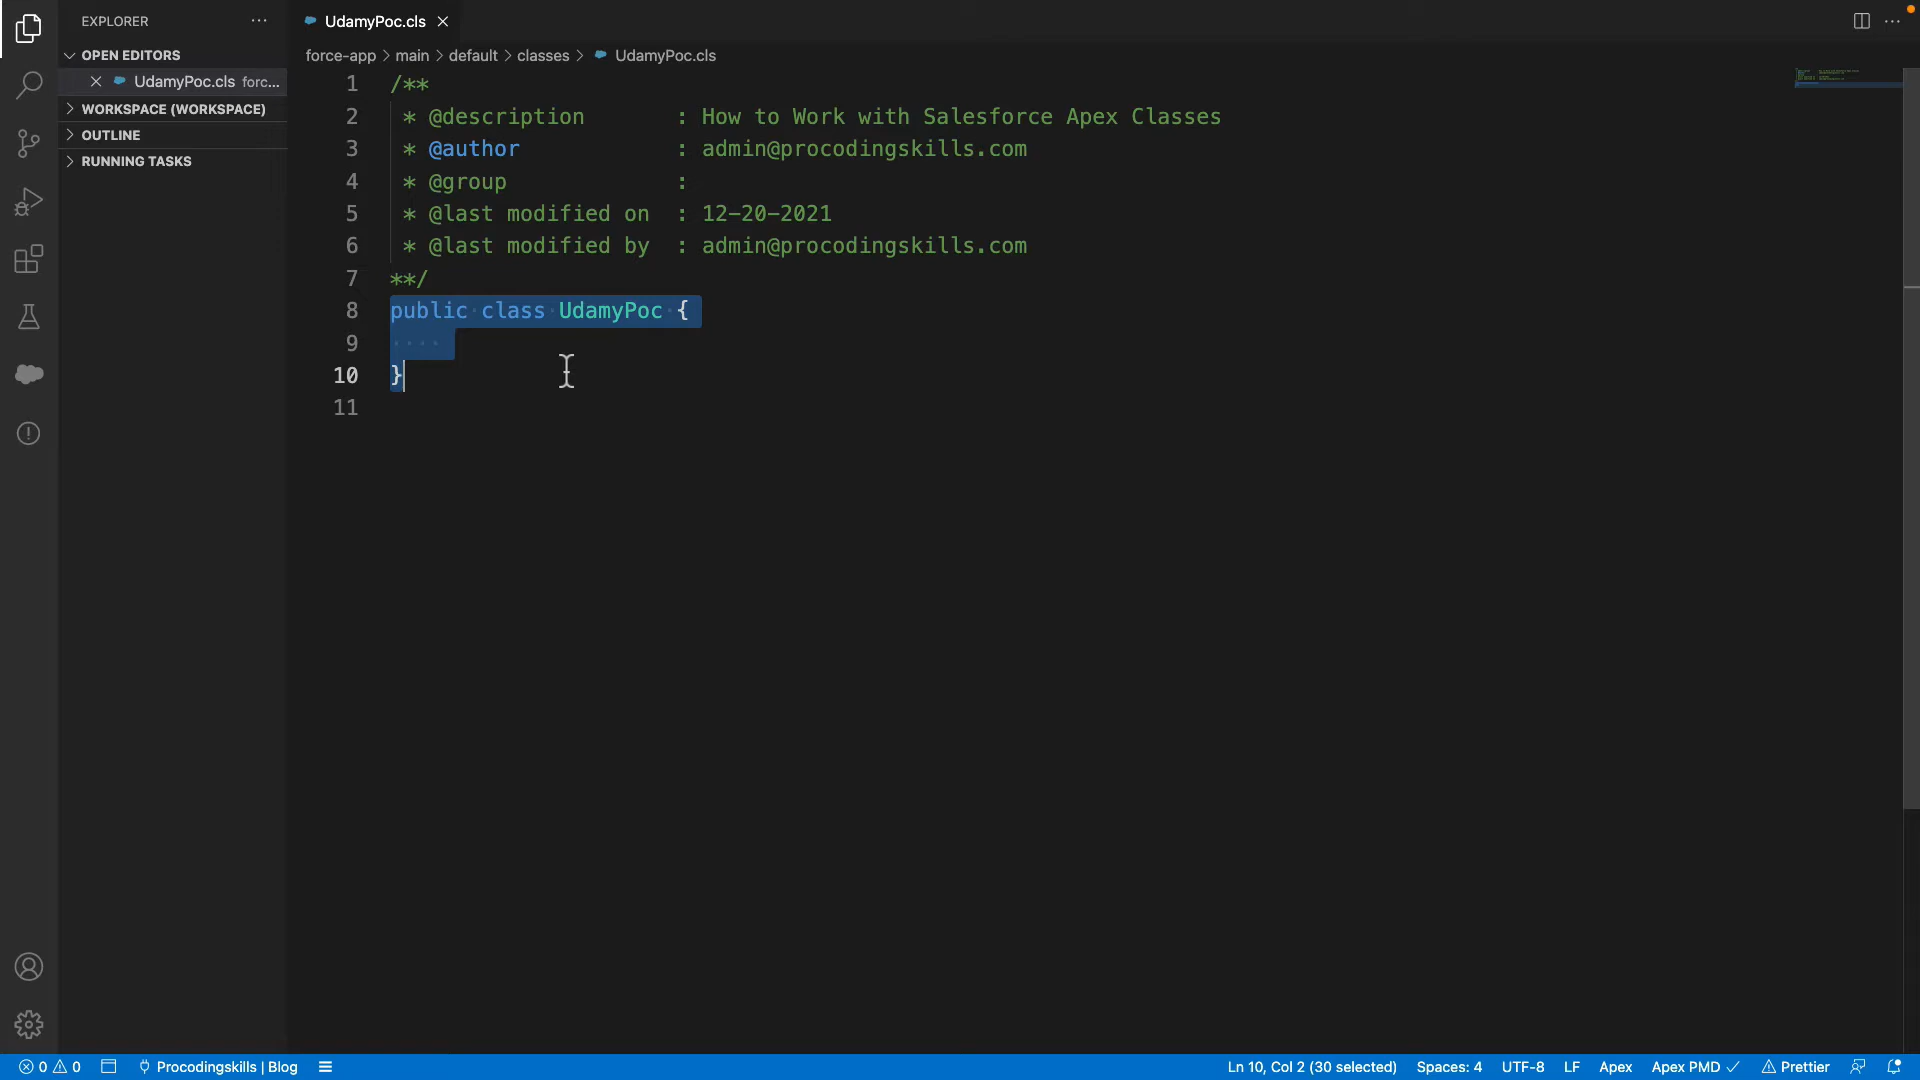 EXPLORER
UdamyPoc.cls
OPEN EDITORS
force-app > main > default > classes > UdamyPoc.cls
UdamyPoc.cls forc...
WORKSPACE (WORKSPACE)
OUTLINE
RUNNING TASKS
1 /**
2 * @description : How to Work with Salesforce Apex Classes
3 * @author : admin@procodingskills.com
4 * @group :
5 * @last modified on : 12-20-2021
6 * @last modified by : admin@procodingskills.com
7 **/
8 public class UdamyPoc {
9
10 }
11
0 0 Procodingskills | Blog Ln 10, Col 2 (30 selected) Spaces: 4 UTF-8 LF Apex Apex PMD Prettier